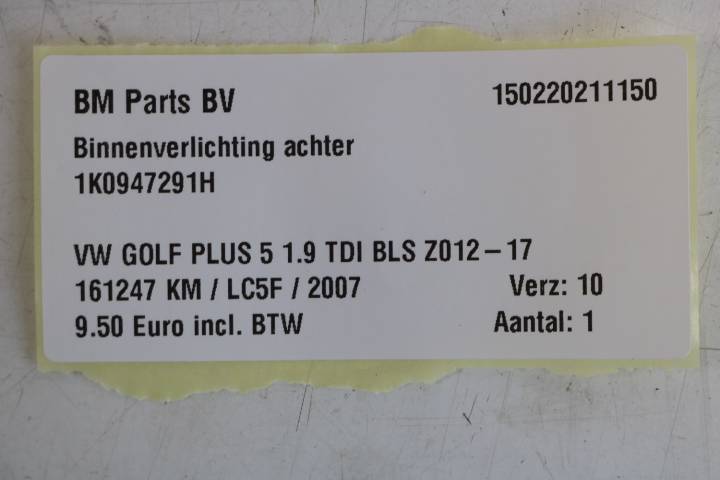 BM Parts BV 150220211150
Binnenverlichting achter
1K0947291H
VW GOLF PLUS 5 1.9 TDI BLS Z012-17
161247 KM / LC5F / 2007 Verz: 10
9.50 Euro incl. BTW Aantal: 1